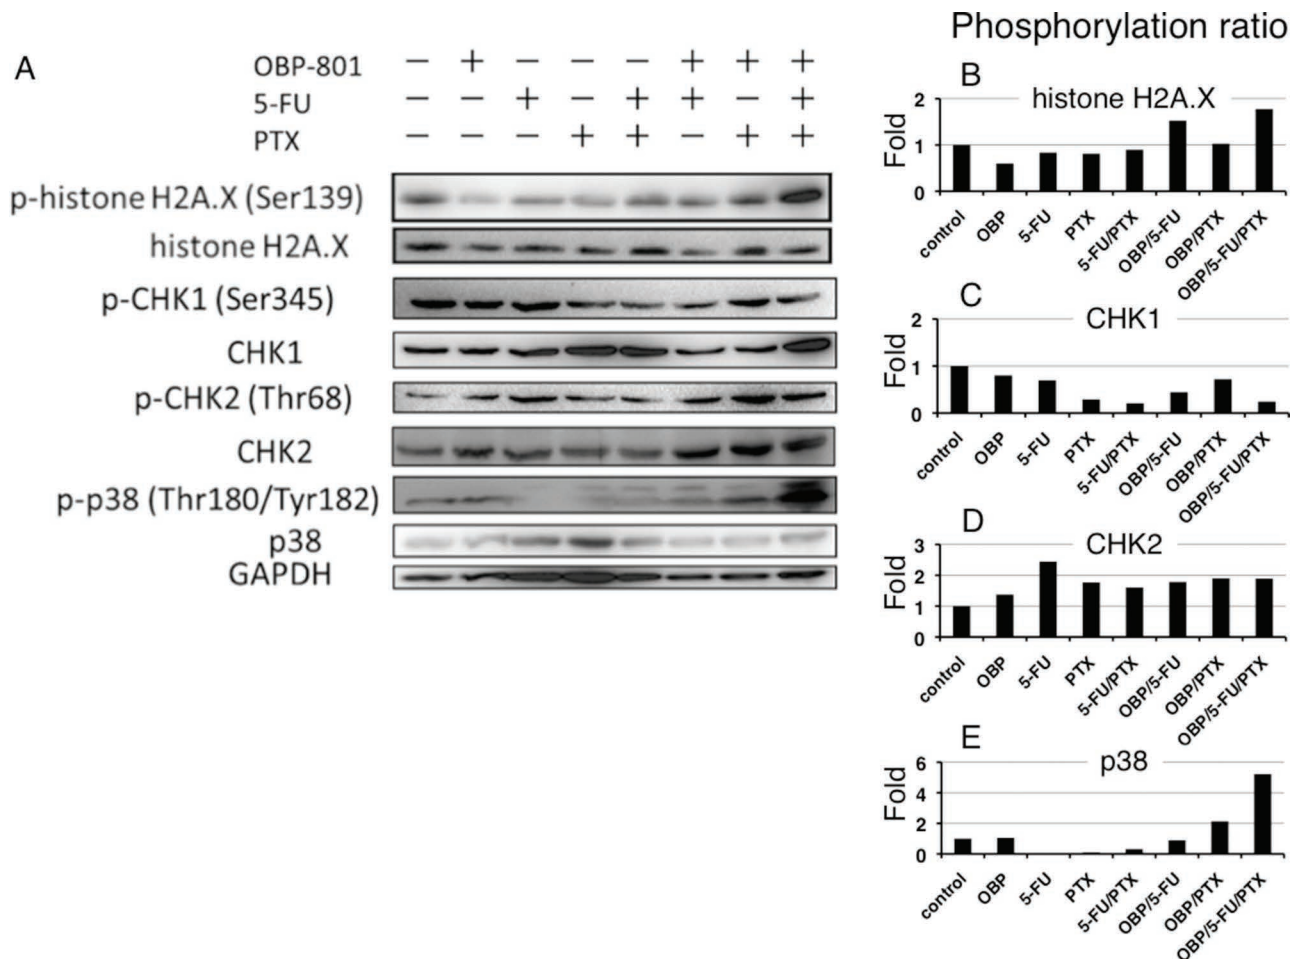 Phosphorylation ratio
A
OBP-801 − + − − − + + +
5-FU − − + − + + − +
PTX − − − + + − + +
p-histone H2A.X (Ser139)
histone H2A.X
p-CHK1 (Ser345)
CHK1
p-CHK2 (Thr68)
CHK2
p-p38 (Thr180/Tyr182)
p38
GAPDH
B
histone H2A.X
Fold
2
1
0
control OBP 5-FU PTX 5-FU/PTX OBP/5-FU OBP/PTX OBP/5-FU/PTX
C
CHK1
Fold
2
1
0
control OBP 5-FU PTX 5-FU/PTX OBP/5-FU OBP/PTX OBP/5-FU/PTX
D
CHK2
Fold
3
2
1
0
control OBP 5-FU PTX 5-FU/PTX OBP/5-FU OBP/PTX OBP/5-FU/PTX
E
p38
Fold
6
4
2
0
control OBP 5-FU PTX 5-FU/PTX OBP/5-FU OBP/PTX OBP/5-FU/PTX